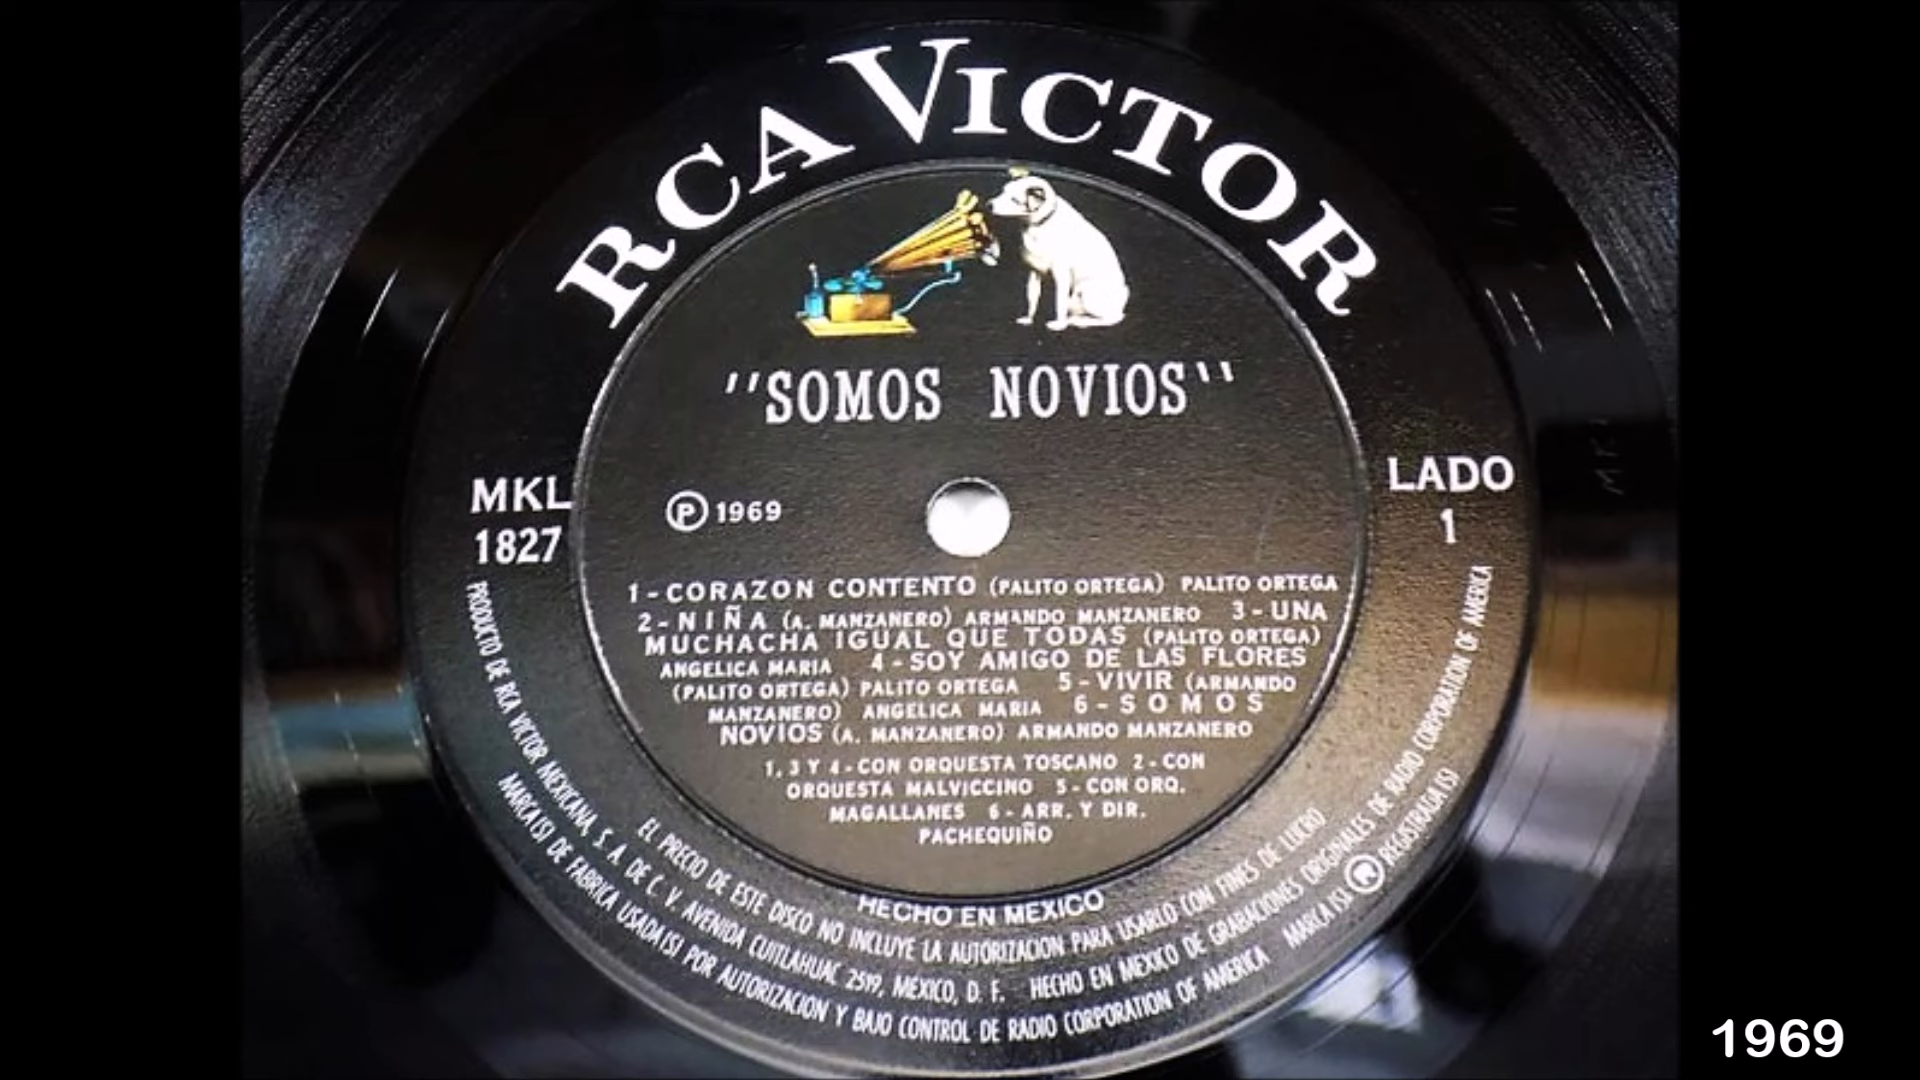 RCA VICTOR
"SOMOS NOVIOS"
MKL
1827
LADO
1
Ⓟ 1969
1-CORAZON CONTENTO (PALITO ORTEGA) PALITO ORTEGA
2-NIÑA (A. MANZANERO) ARMANDO MANZANERO 3-UNA
MUCHACHA IGUAL QUE TODAS (PALITO ORTEGA)
ANGELICA MARIA 4-SOY AMIGO DE LAS FLORES
(PALITO ORTEGA) PALITO ORTEGA 5-VIVIR (ARMANDO
MANZANERO) ANGELICA MARIA 6-SOMOS
NOVIOS (A. MANZANERO) ARMANDO MANZANERO
1, 3 Y 4-CON ORQUESTA TOSCANO 2-CON
ORQUESTA MALVICCINO 5-CON ORQ.
MAGALLANES 6-ARR. Y DIR.
PACHEQUIÑO
HECHO EN MEXICO
EL PRECIO DE ESTE DISCO NO INCLUYE LA AUTORIZACION PARA USARLO CON FINES DE LUCRO
PRODUCTO DE RCA VICTOR MEXICANA, S. A. DE C. V. AVENIDA CUITLAHUAC 2519, MEXICO, D. F. HECHO EN MEXICO DE GRABACIONES ORIGINALES DE RADIO CORPORATION OF AMERICA
MARCA(S) DE FABRICA USADA(S) POR AUTORIZACION Y BAJO CONTROL DE RADIO CORPORATION OF AMERICA MARCA(S) ® REGISTRADA(S)
1969